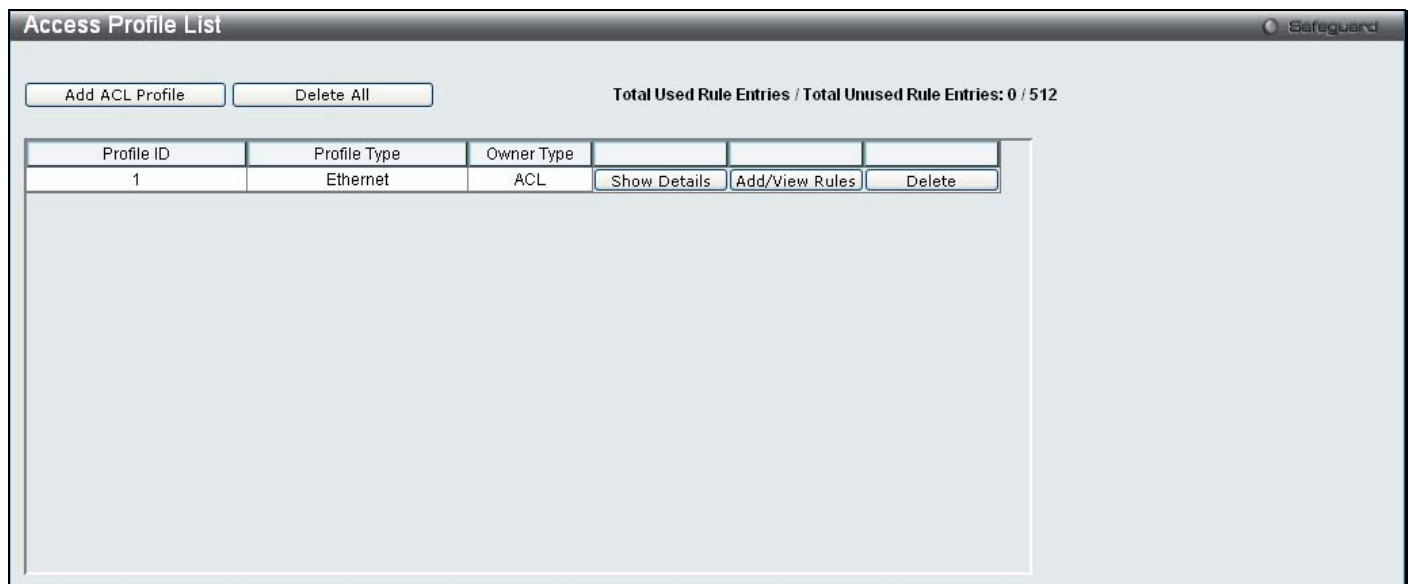 Access Profile List
Safeguard
Add ACL Profile Delete All Total Used Rule Entries / Total Unused Rule Entries: 0 / 512
Profile ID Profile Type Owner Type
1 Ethernet ACL Show Details Add/View Rules Delete